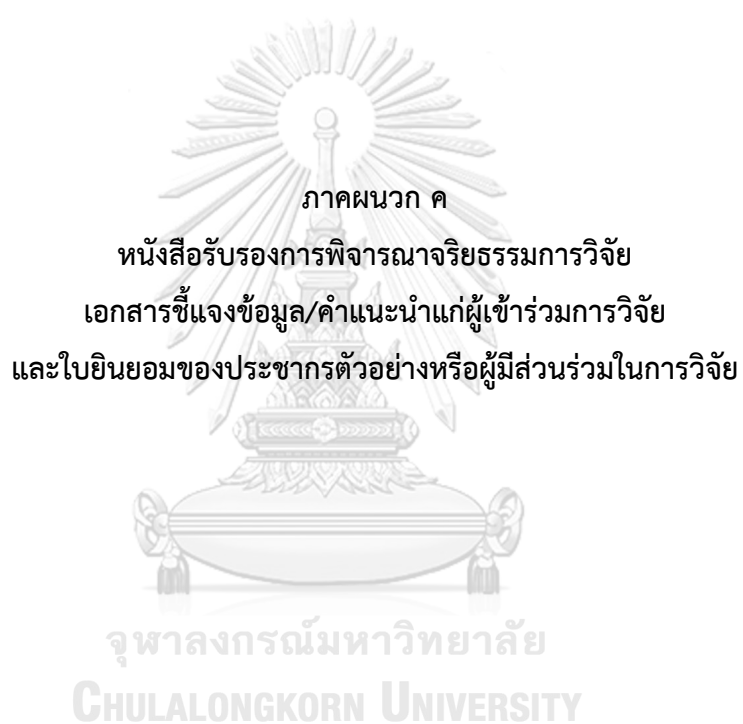 ภาคผนวก ค
หนังสือรับรองการพิจารณาจริยธรรมการวิจัย
เอกสารชี้แจงข้อมูล/คำแนะนำแก่ผู้เข้าร่วมการวิจัย
และใบยินยอมของประชากรตัวอย่างหรือผู้มีส่วนร่วมในการวิจัย
จุฬาลงกรณ์มหาวิทยาลัย
CHULALONGKORN UNIVERSITY